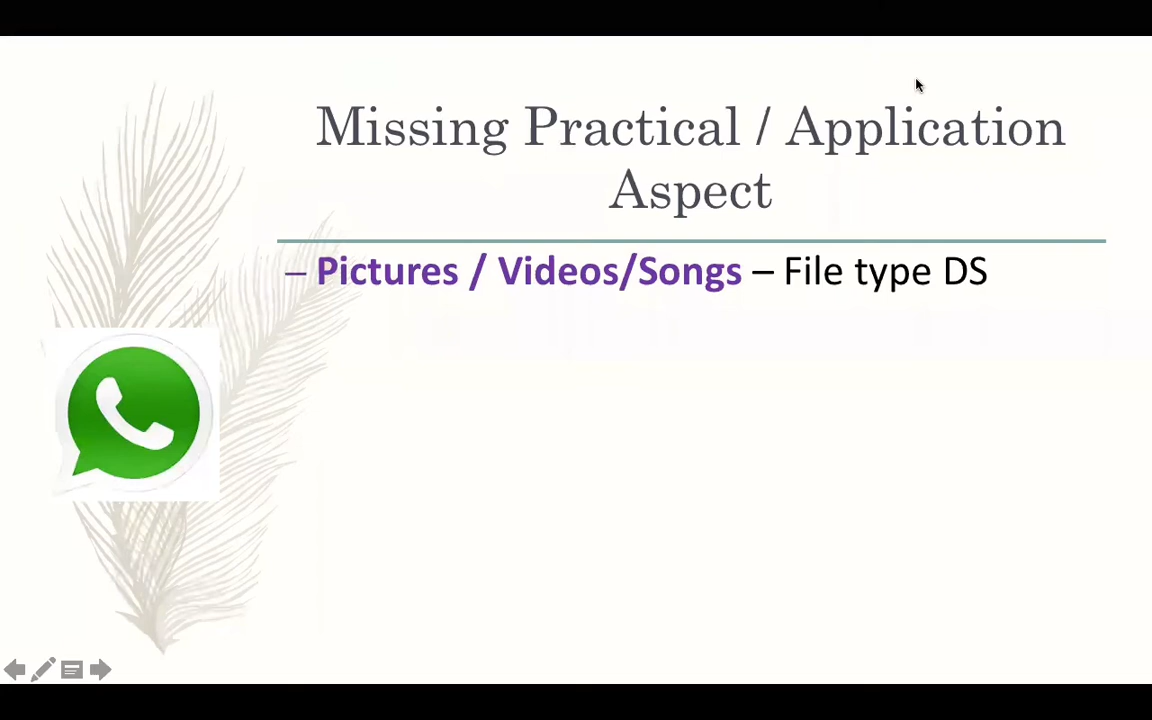 Missing Practical / Application
Aspect
– Pictures / Videos/Songs – File type DS